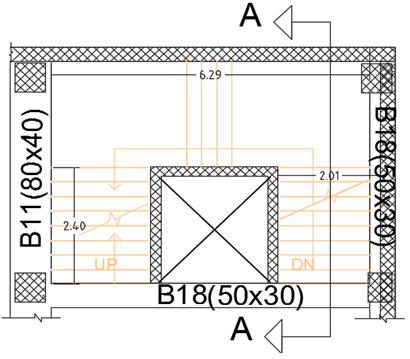 A
6.29
B11(80x40)
B18(50x30)
2.01
2.40
UP
DN
B18(50x30)
A